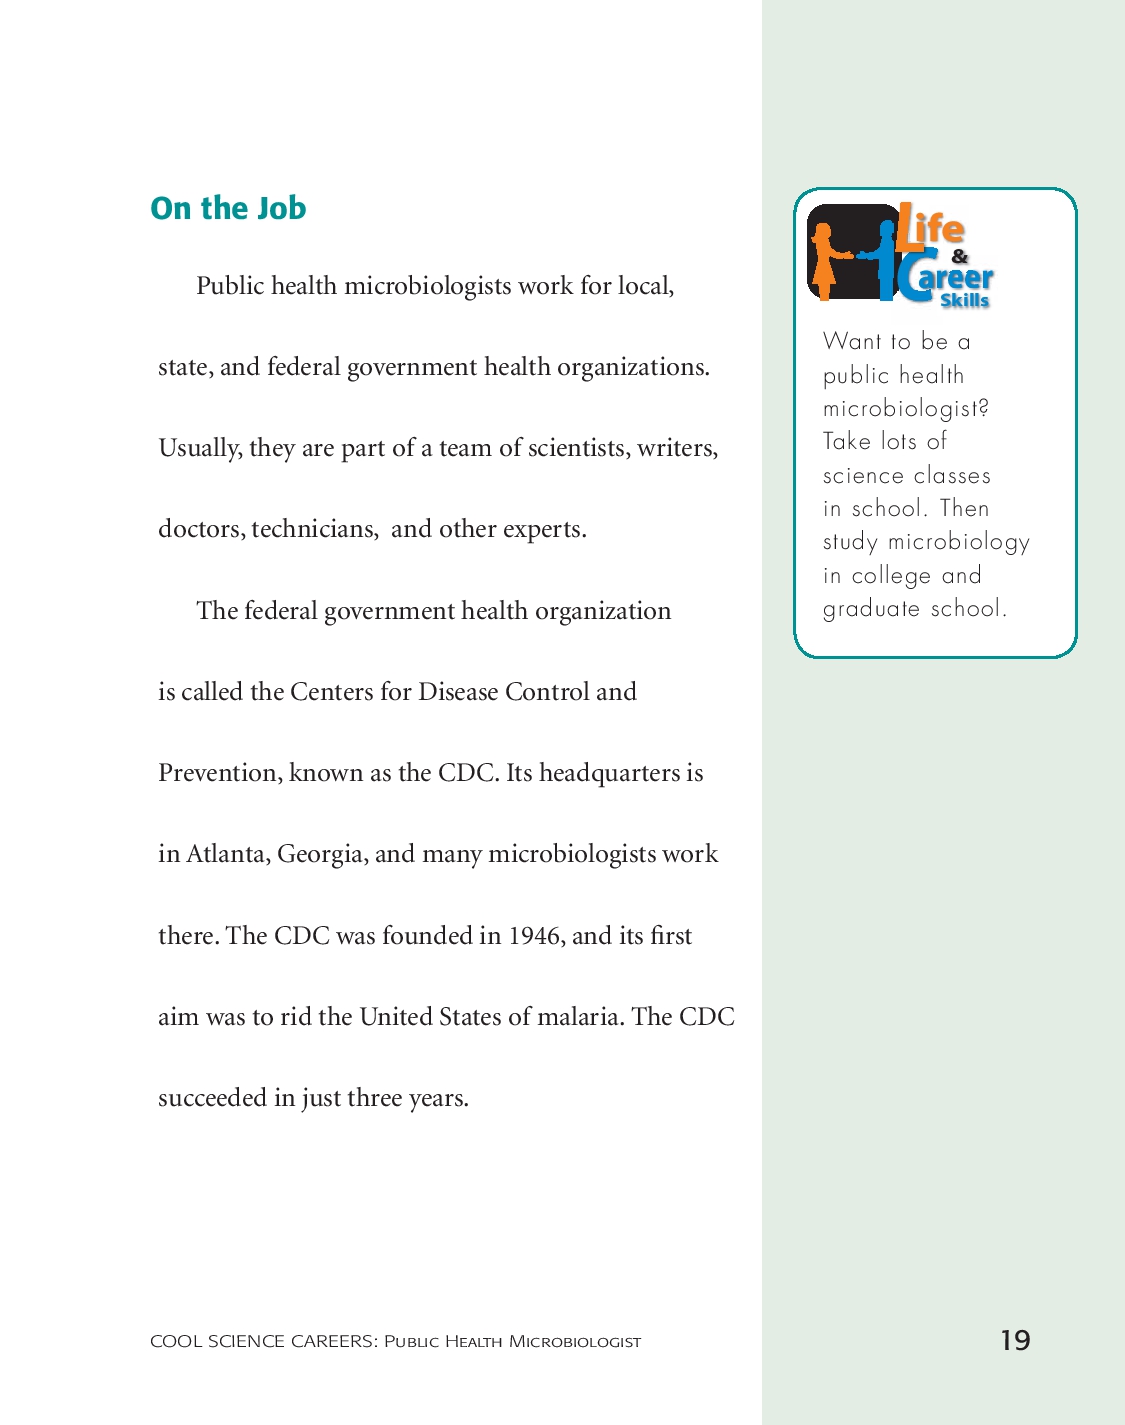 On the Job
Public health microbiologists work for local,
state, and federal government health organizations.
Usually, they are part of a team of scientists, writers,
doctors, technicians,  and other experts.
The federal government health organization
is called the Centers for Disease Control and
Prevention, known as the CDC. Its headquarters is
in Atlanta, Georgia, and many microbiologists work
there. The CDC was founded in 1946, and its first
aim was to rid the United States of malaria. The CDC
succeeded in just three years.
Life
&
Career
Skills
Want to be a
public health
microbiologist?
Take lots of
science classes
in school. Then
study microbiology
in college and
graduate school.
COOL SCIENCE CAREERS: Public Health Microbiologist
19